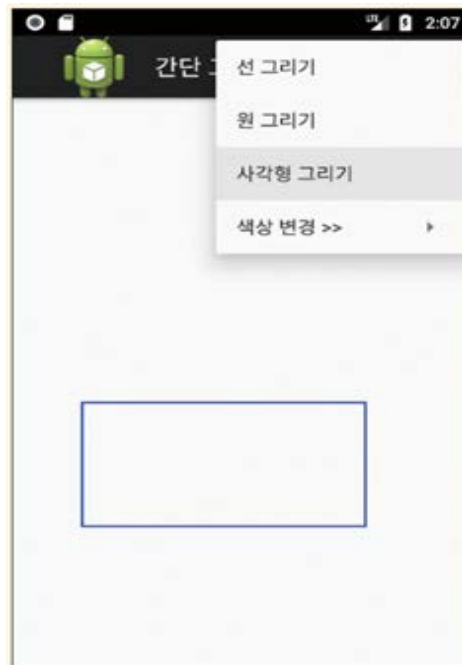 2:07
간단
선 그리기
원 그리기
사각형 그리기
색상 변경 >>